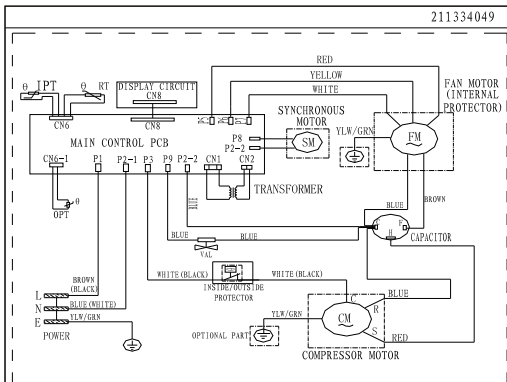 211334049
RED
YELLOW
WHITE
FAN MOTOR
(INTERNAL
PROTECTOR)
θ IPT
θ RT
DISPLAY CIRCUIT
CN8
CN6
CN8
SYNCHRONOUS
MOTOR
MAIN CONTROL PCB
P8
P2-2
SM
YLW/GRN
FM
CN6-1
P1
P2-1
P3
P9
P2-2
CN1
CN2
TRANSFORMER
θ
OPT
BLUE
BROWN
BLUE
BLUE
VAL
C
F
H
CAPACITOR
BROWN
(BLACK)
WHITE(BLACK)
WHITE(BLACK)
INSIDE/OUTSIDE
PROTECTOR
L
N
BLUE(WHITE)
E
YLW/GRN
POWER
YLW/GRN
OPTIONAL PART
C
R
CM
S
BLUE
RED
COMPRESSOR MOTOR